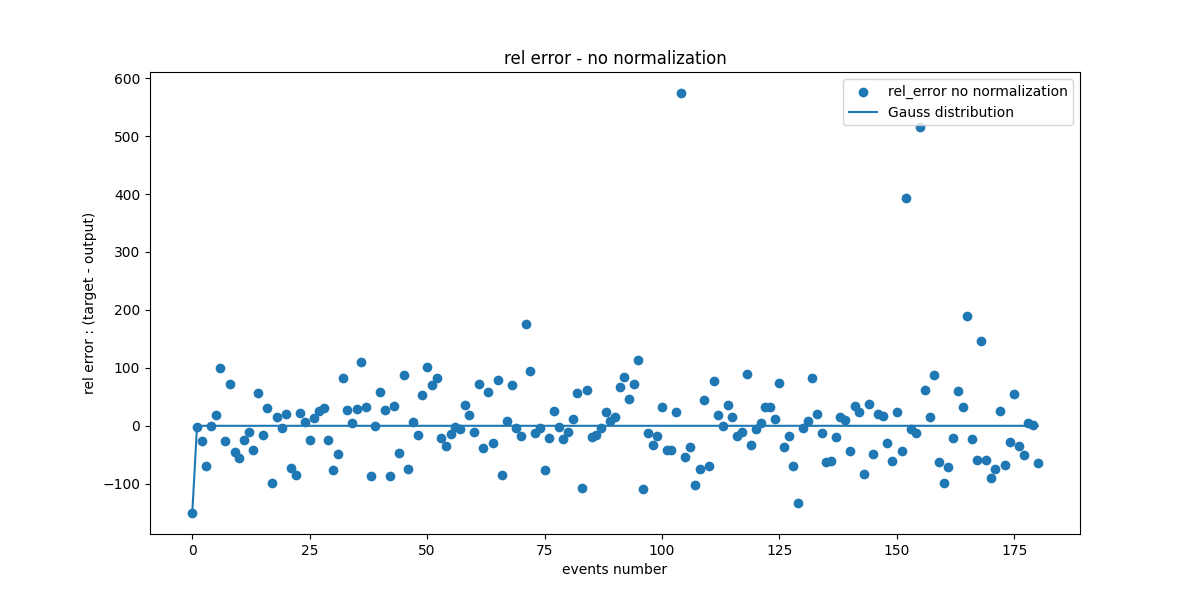 rel error - no normalization
rel_error no normalization
Gauss distribution
600
500
400
300
200
100
0
−100
rel error : (target - output)
0 25 50 75 100 125 150 175
events number